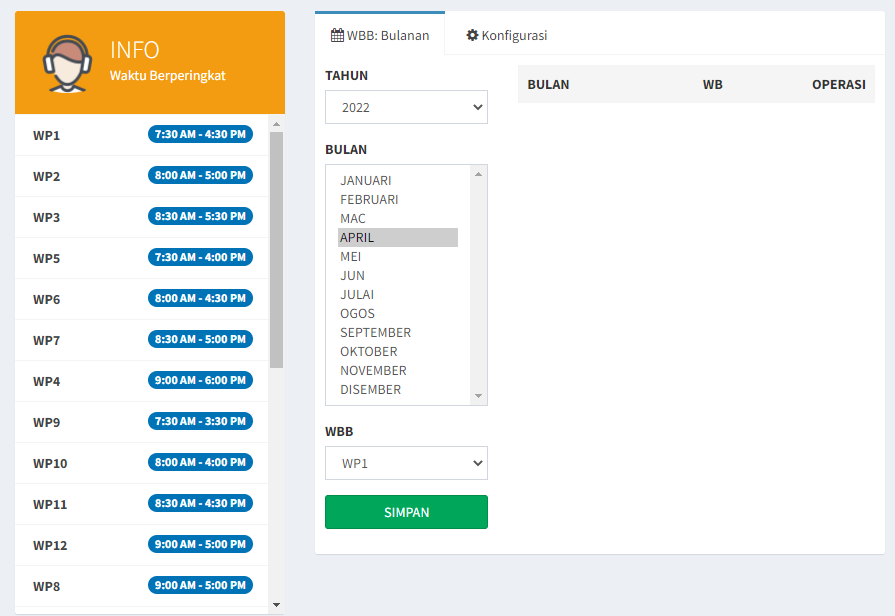 INFO
Waktu Berperingkat
WP1 7:30 AM - 4:30 PM
WP2 8:00 AM - 5:00 PM
WP3 8:30 AM - 5:30 PM
WP5 7:30 AM - 4:00 PM
WP6 8:00 AM - 4:30 PM
WP7 8:30 AM - 5:00 PM
WP4 9:00 AM - 6:00 PM
WP9 7:30 AM - 3:30 PM
WP10 8:00 AM - 4:00 PM
WP11 8:30 AM - 4:30 PM
WP12 9:00 AM - 5:00 PM
WP8 9:00 AM - 5:00 PM
WBB: Bulanan Konfigurasi
TAHUN
2022
BULAN
JANUARI
FEBRUARI
MAC
APRIL
MEI
JUN
JULAI
OGOS
SEPTEMBER
OKTOBER
NOVEMBER
DISEMBER
WBB
WP1
SIMPAN
BULAN WB OPERASI